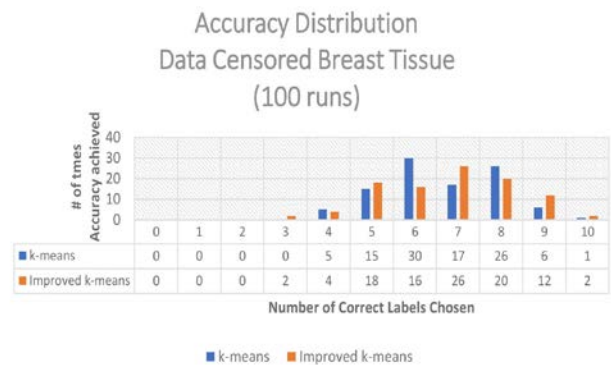 Accuracy Distribution
Data Censored Breast Tissue
(100 runs)
# of tmes
Accuracy achieved
40
30
20
10
0
0 1 2 3 4 5 6 7 8 9 10
k-means 0 0 0 0 5 15 30 17 26 6 1
Improved k-means 0 0 0 2 4 18 16 26 20 12 2
Number of Correct Labels Chosen
k-means Improved k-means